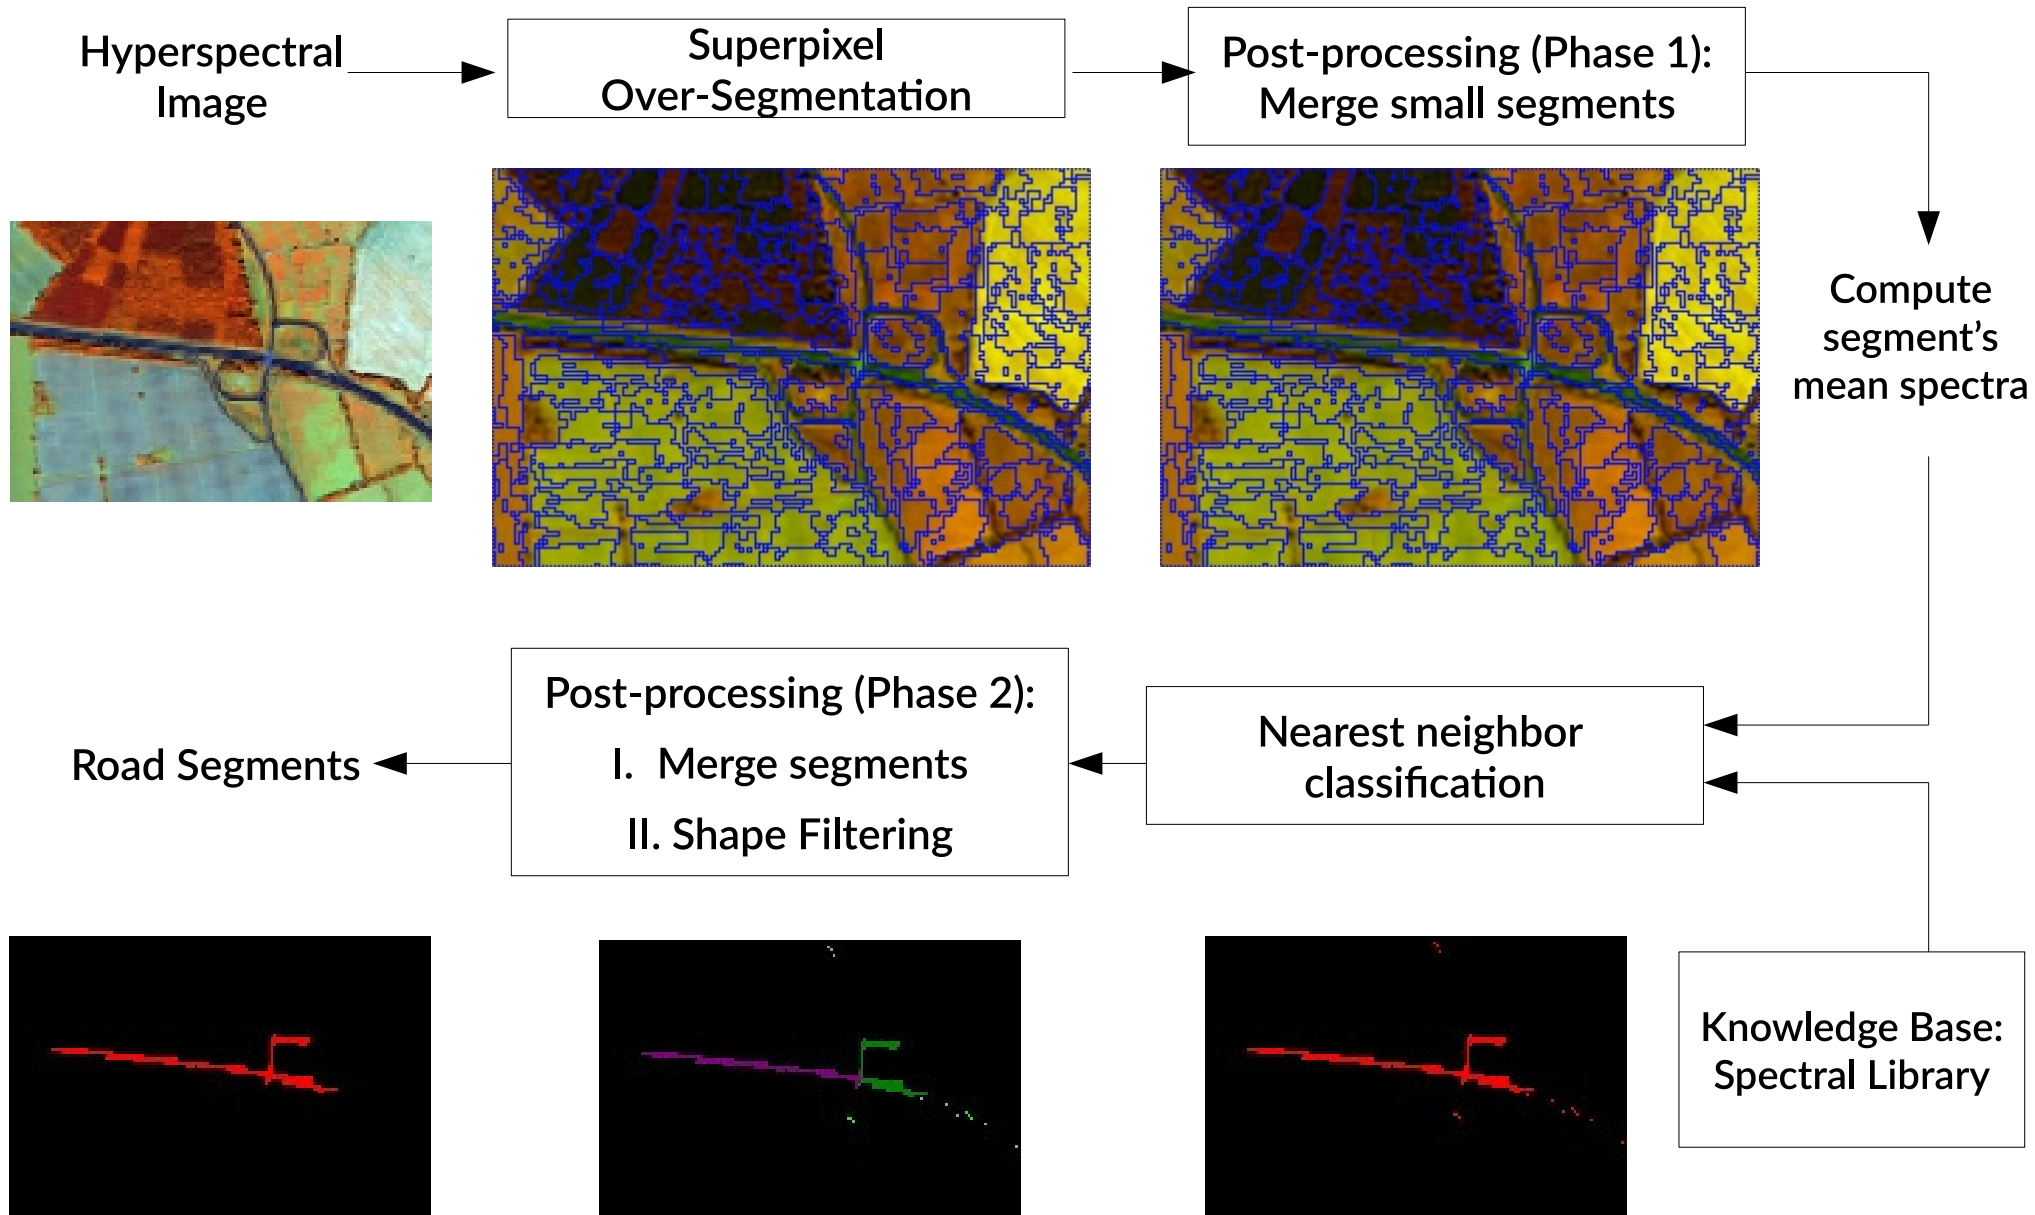 Hyperspectral
Image
Superpixel
Over-Segmentation
Post-processing (Phase 1):
Merge small segments
Compute
segment's
mean spectra
Post-processing (Phase 2):
I. Merge segments
II. Shape Filtering
Nearest neighbor
classification
Road Segments
Knowledge Base:
Spectral Library